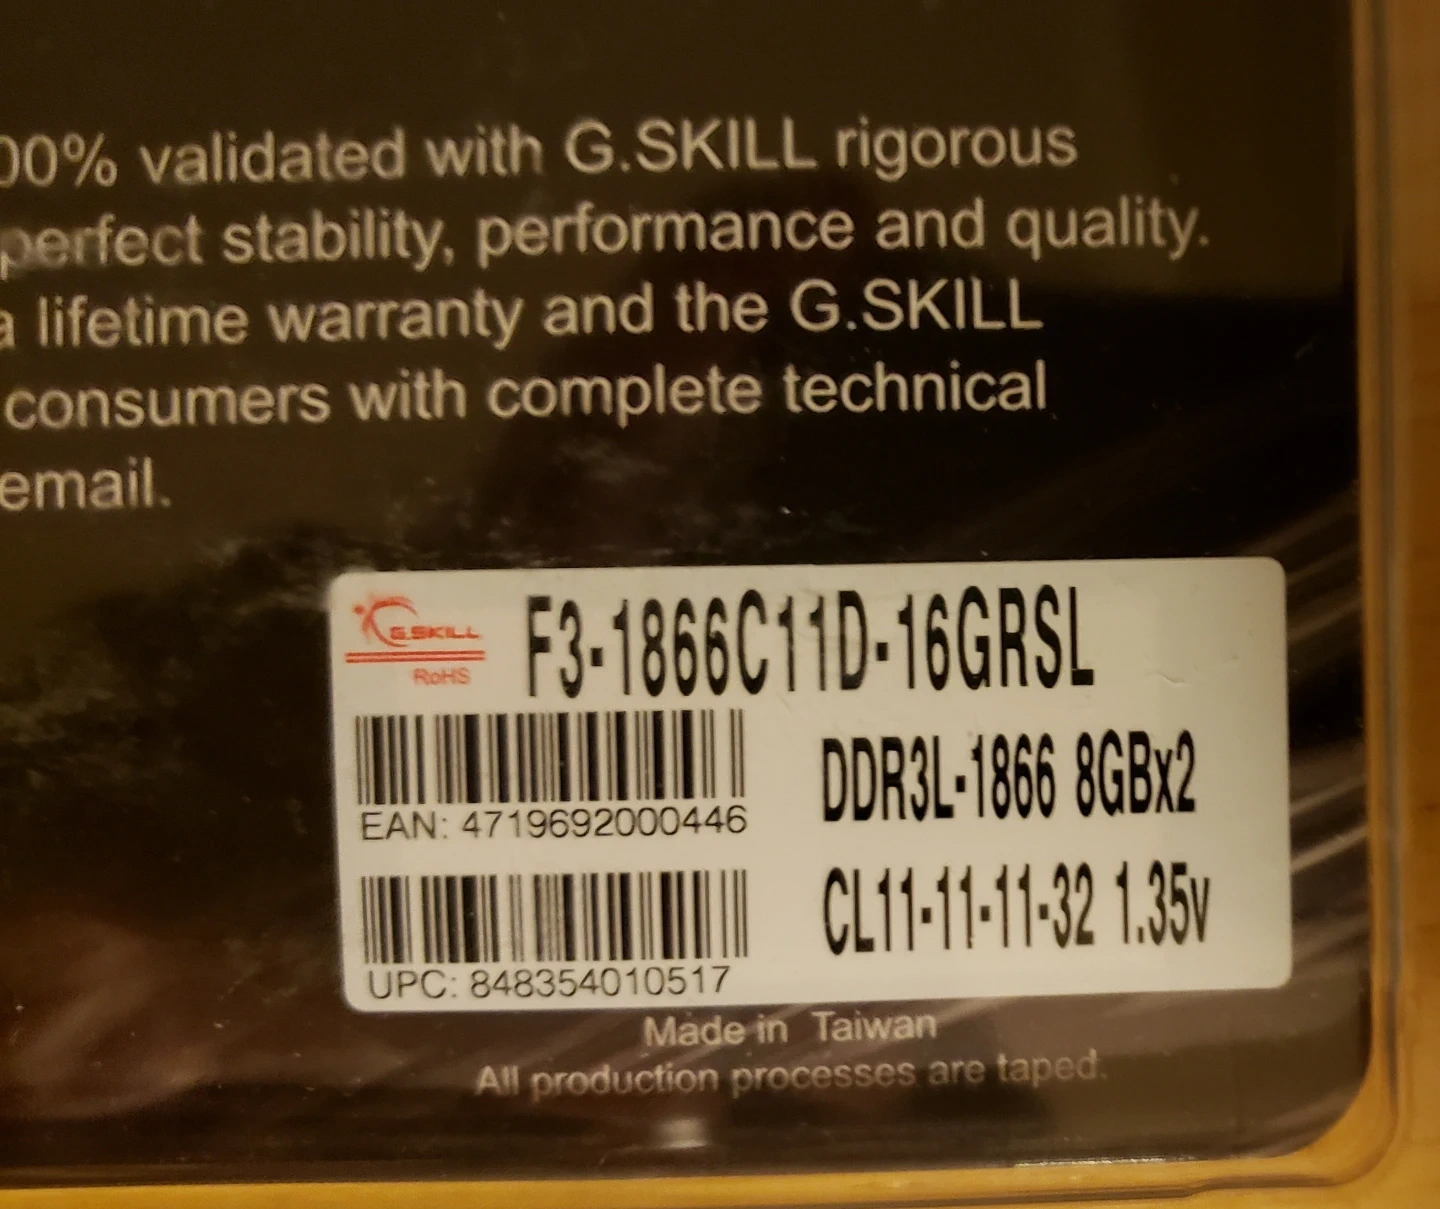 00% validated with G.SKILL rigorous
perfect stability, performance and quality.
a lifetime warranty and the G.SKILL
consumers with complete technical
email.
G.SKILL
RoHS
F3-1866C11D-16GRSL
DDR3L-1866 8GBx2
EAN: 4719692000446
CL11-11-11-32 1.35v
UPC: 848354010517
Made in Taiwan
All production processes are taped.